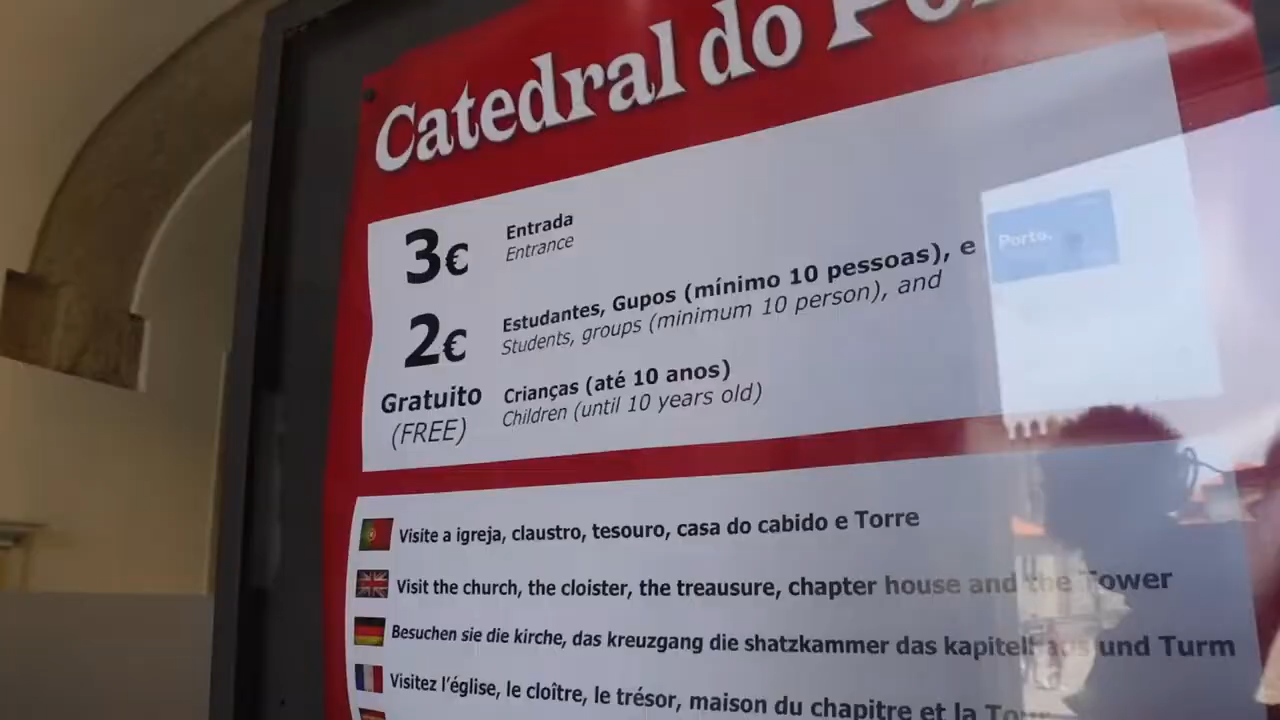 Catedral do
3€
Entrada
Entrance
2€
Estudantes, Gupos (mínimo 10 pessoas), e
Students, groups (minimum 10 person), and
Porto.
Gratuito
(FREE)
Crianças (até 10 anos)
Children (until 10 years old)
Visite a igreja, claustro, tesouro, casa do cabido e Torre
Visit the church, the cloister, the treausure, chapter house and the Tower
Besuchen sie die kirche, das kreuzgang die shatzkammer das kapitelhaus und Turm
Visitez l'église, le cloître, le trésor, maison du chapitre et la